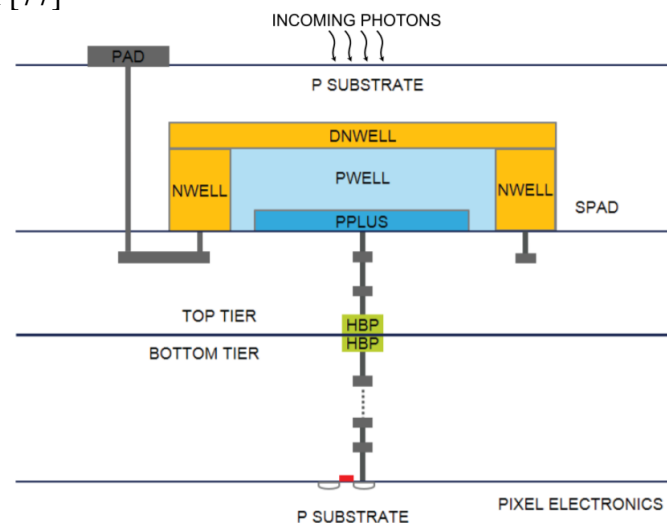 [77]
INCOMING PHOTONS
PAD
P SUBSTRATE
DNWELL
NWELL
PWELL
NWELL
SPAD
PPLUS
TOP TIER
HBP
HBP
BOTTOM TIER
PIXEL ELECTRONICS
P SUBSTRATE